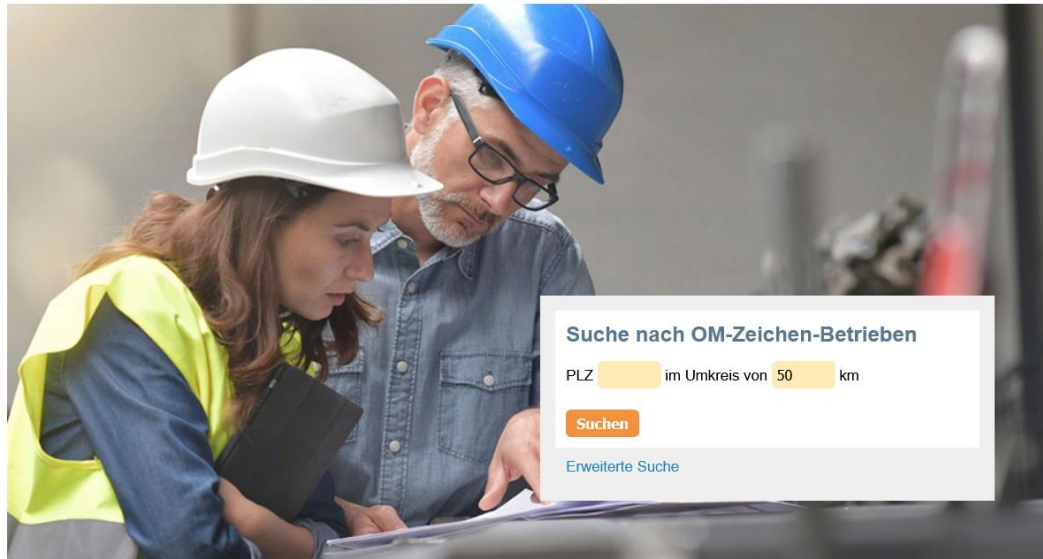 Suche nach OM-Zeichen-Betrieben
PLZ im Umkreis von 50 km
Suchen
Erweiterte Suche